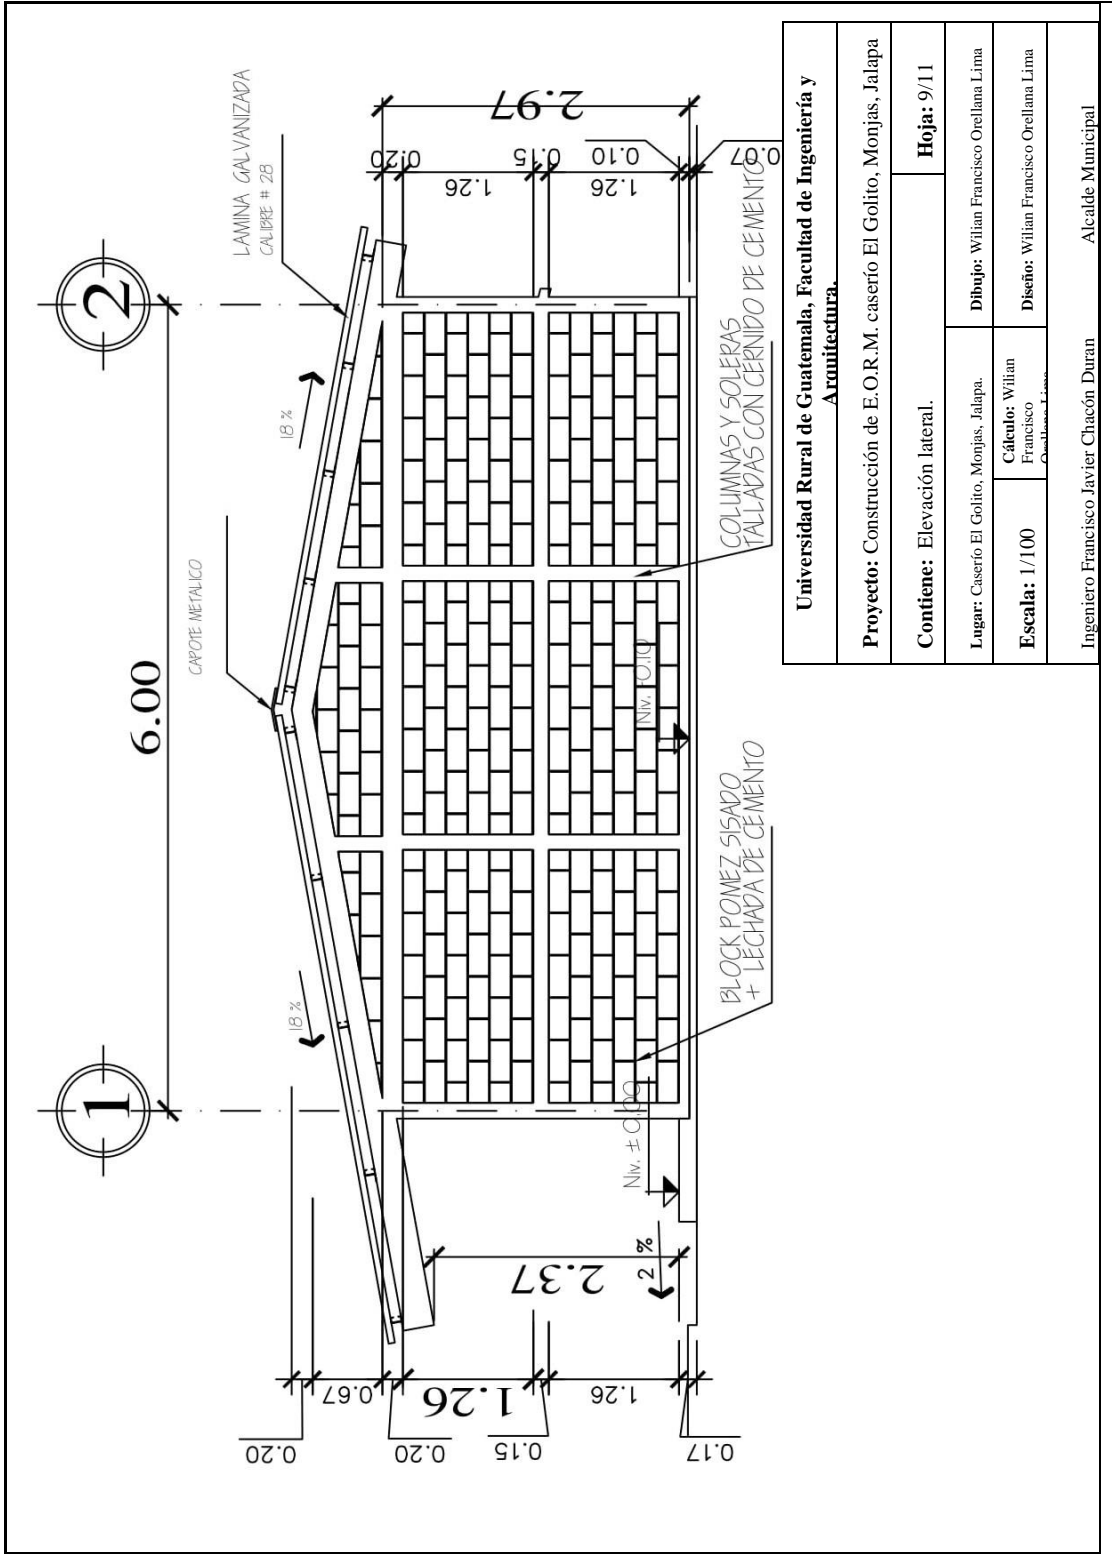 1
2
6.00
CAPOTE METALICO
LAMINA GALVANIZADA
CALIBRE # 28
18 %
18 %
0.20
0.67
0.20
1.26
0.15
1.26
0.17
2.37
2 %
Niv. ± 0.00
Niv. -0.10
2.97
0.20
1.26
0.15
1.26
0.10
0.07
BLOCK POMEZ SISADO
+ LECHADA DE CEMENTO
COLUMNAS Y SOLERAS
TALLADAS CON CERNIDO DE CEMENTO
Universidad Rural de Guatemala, Facultad de Ingeniería y
Arquitectura.
Proyecto: Construcción de E.O.R.M. caserío El Golito, Monjas, Jalapa
Contiene: Elevación lateral.
Hoja: 9/11
Lugar: Caserío El Golito, Monjas, Jalapa.
Dibujo: Wilian Francisco Orellana Lima
Escala: 1/100
Cálculo: Wilian
Francisco
Diseño: Wilian Francisco Orellana Lima
Ingeniero Francisco Javier Chacón Duran
Alcalde Municipal